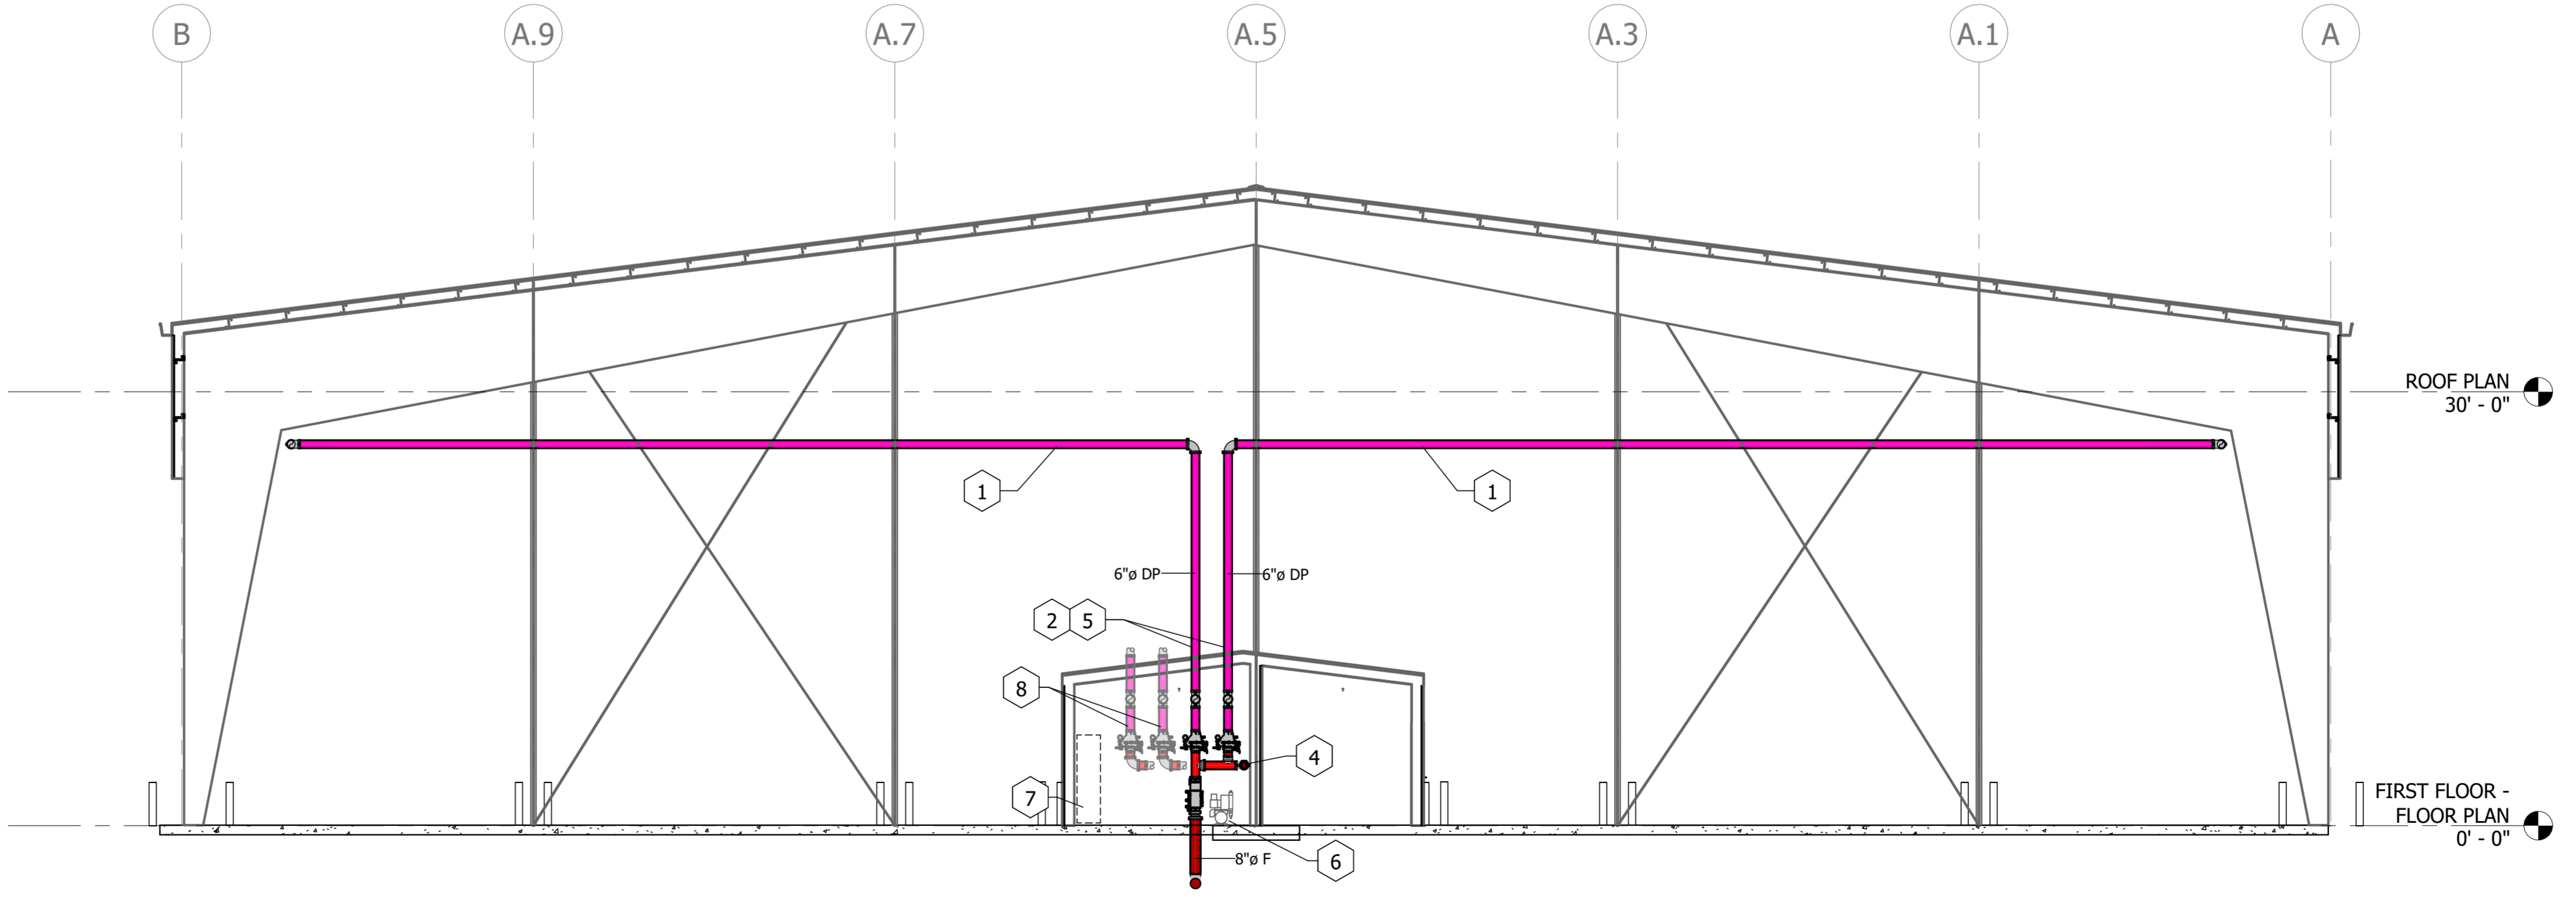 B
A.9
A.7
A.5
A.3
A.1
A
ROOF PLAN
30' - 0"
1
1
6"ø DP
6"ø DP
2
5
8
4
7
FIRST FLOOR -
FLOOR PLAN
0' - 0"
8"ø F
6